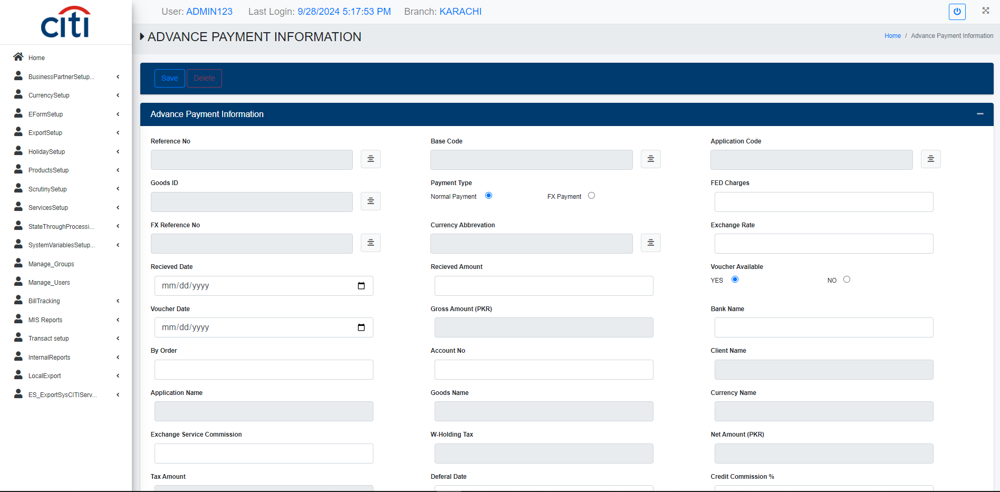 citi
User: ADMIN123 Last Login: 9/28/2024 5:17:53 PM Branch: KARACHI
ADVANCE PAYMENT INFORMATION
Home / Advance Payment Information
Home
BusinessPartnerSetup...
CurrencySetup
EFormSetup
ExportSetup
HolidaySetup
ProductsSetup
ScrutinySetup
ServicesSetup
StateThroughProcessi...
SystemVariablesSetup...
Manage_Groups
Manage_Users
BillTracking
MIS Reports
Transact setup
InternalReports
LocalExport
ES_ExportSysCITIServ...
Save Delete
Advance Payment Information
Reference No Base Code Application Code
Goods ID Payment Type FED Charges
Normal Payment FX Payment
FX Reference No Currency Abbrevation Exchange Rate
Recieved Date Recieved Amount Voucher Available
YES NO
mm/dd/yyyy
Voucher Date Gross Amount (PKR) Bank Name
mm/dd/yyyy
By Order Account No Client Name
Application Name Goods Name Currency Name
Exchange Service Commission W-Holding Tax Net Amount (PKR)
Tax Amount Deferal Date Credit Commission %